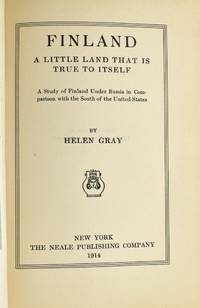 FINLAND
A LITTLE LAND THAT IS
TRUE TO ITSELF
A Study of Finland Under Russia in Com-
parison with the South of the United States
BY
HELEN GRAY
NEW YORK
THE NEALE PUBLISHING COMPANY
1914